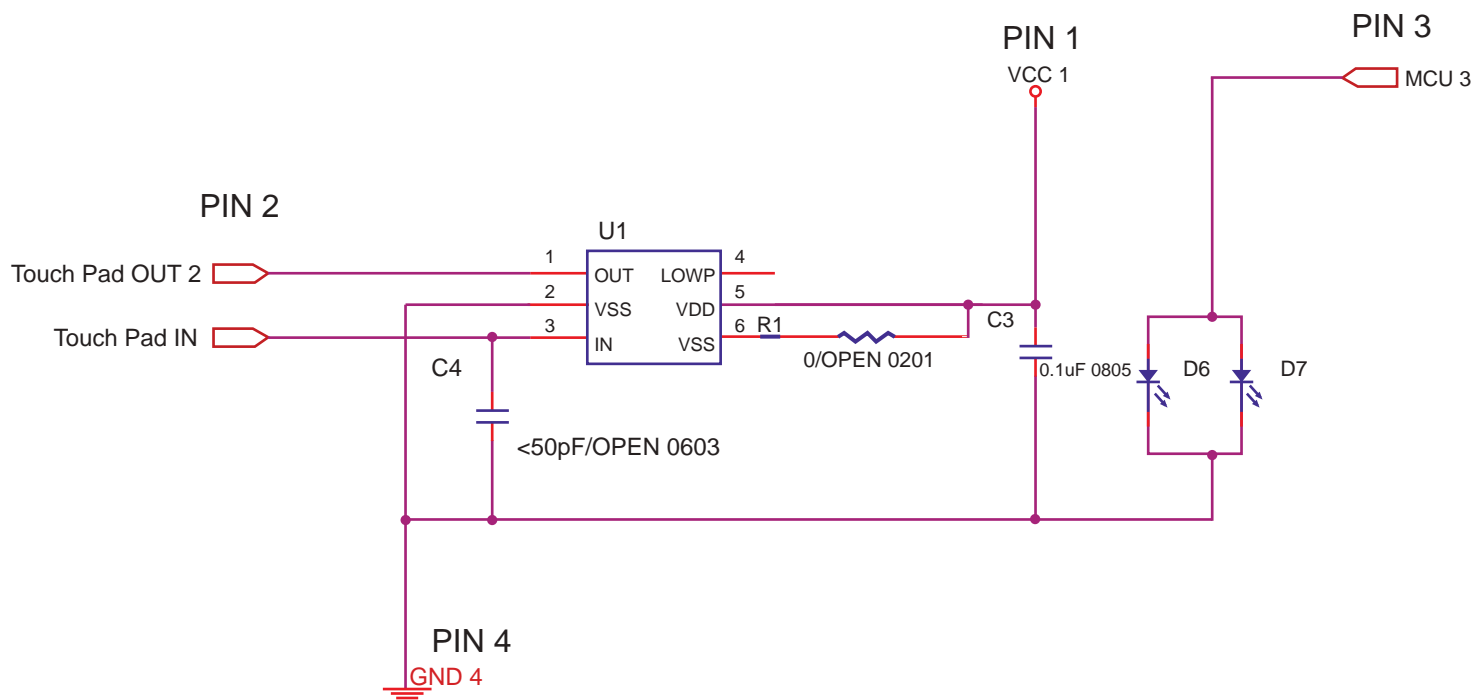 PIN 3
PIN 1
VCC 1
MCU 3
PIN 2
U1
1
4
Touch Pad OUT 2
OUT
LOWP
2
5
VSS
VDD
C3
3
6
R1
Touch Pad IN
IN
VSS
0/OPEN 0201
C4
0.1uF 0805
D6
D7
<50pF/OPEN 0603
PIN 4
GND 4